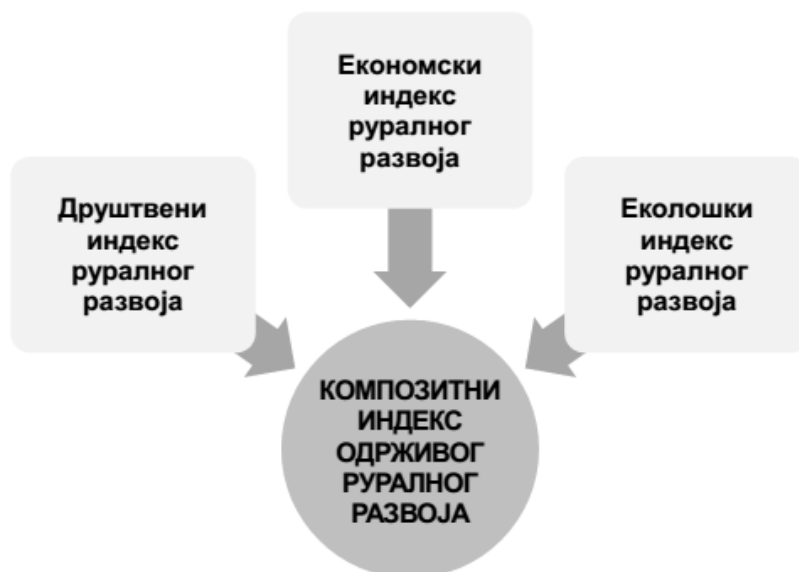 Економски
индекс
руралног
развоја
Друштвени
индекс
руралног
развоја
Еколошки
индекс
руралног
развоја
КОМПОЗИТНИ
ИНДЕКС
ОДРЖИВОГ
РУРАЛНОГ
РАЗВОЈА